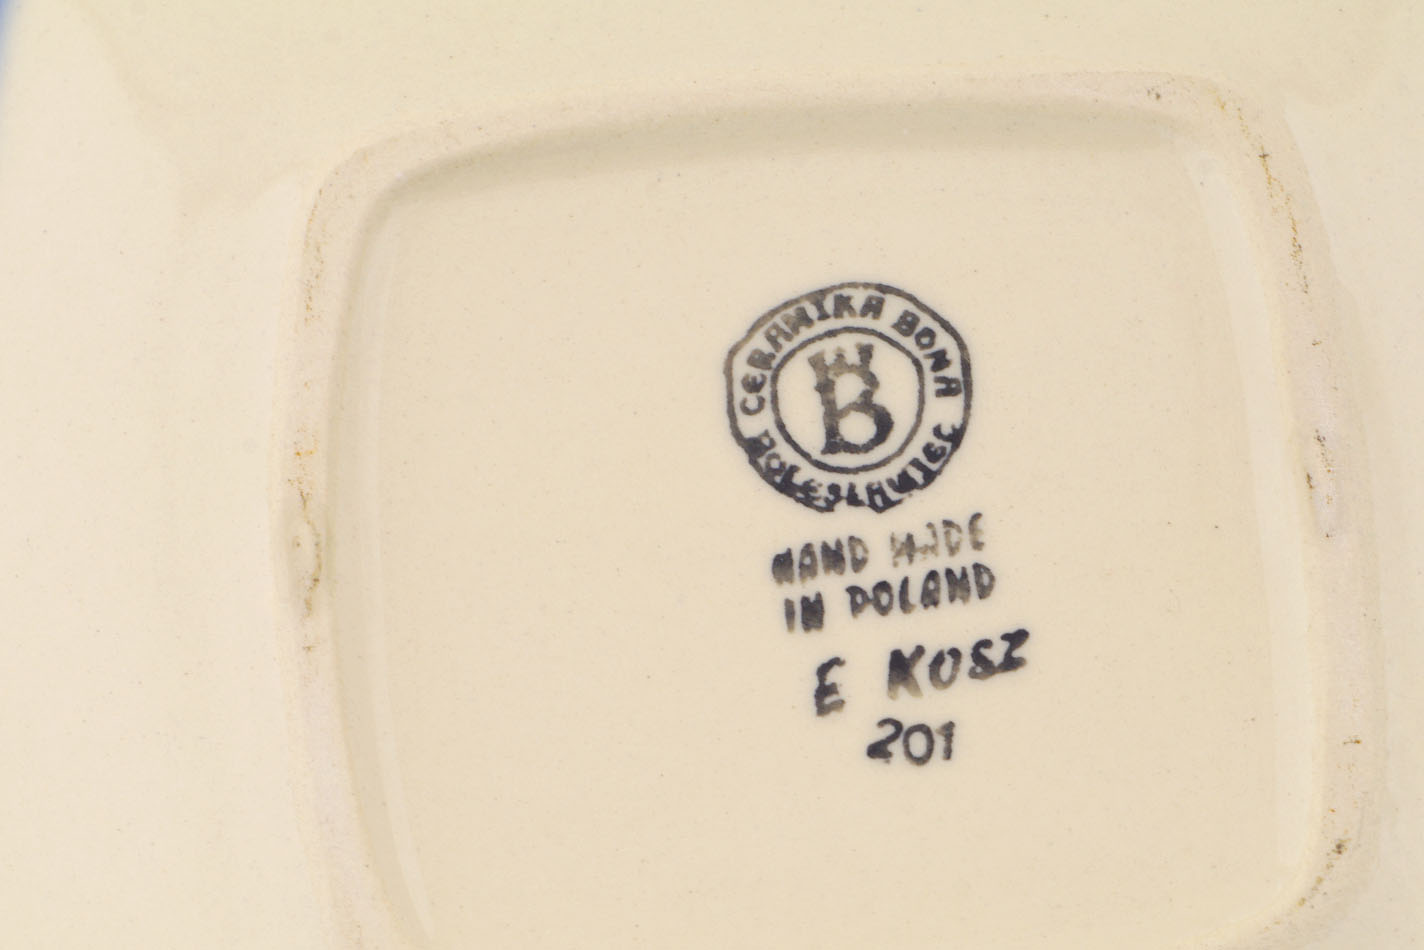 CERAMIKA BONA
BOLESŁAWIEC
B
HAND MADE
IN POLAND
E KOSZ
201